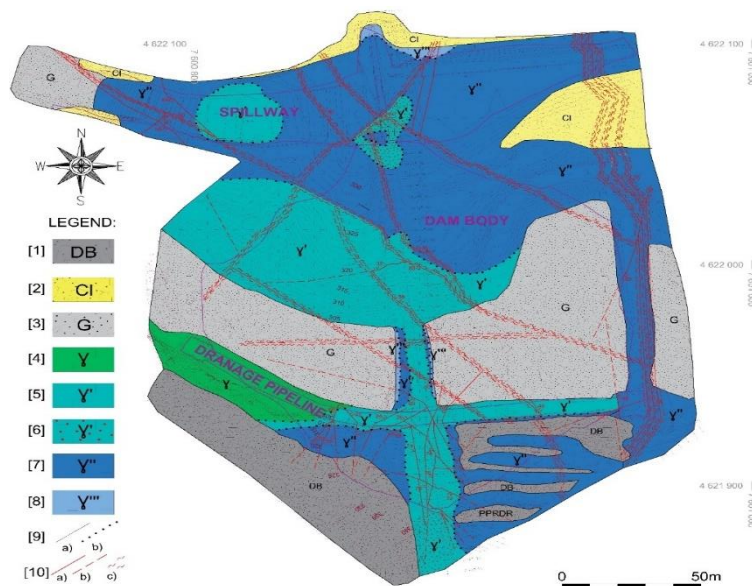 4 622 100
4 622 100
Cl
Ɣ'''
G
Cl
Ɣ''
Ɣ''
Ɣ'
SPILLWAY
Ɣ'
Cl
N
W E
S
Ɣ''
LEGEND:
DAM BODY
[1] DB
Ɣ'
[2] Cl
4 622 000
Ɣ'
[3] G
G
G
[4] Ɣ
G
Ɣ'''
[5] Ɣ'
DRANAGE PIPELINE
Ɣ
Ɣ''
[6] Ɣ'
Ɣ'
Ɣ'
Ɣ''
[7] Ɣ''
Ɣ''
DB
Ɣ''
[8] Ɣ'''
DB
DB
4 621 900
[9] a) b)
PPRDR
Ɣ'
[10] a) b) c)
0 50m